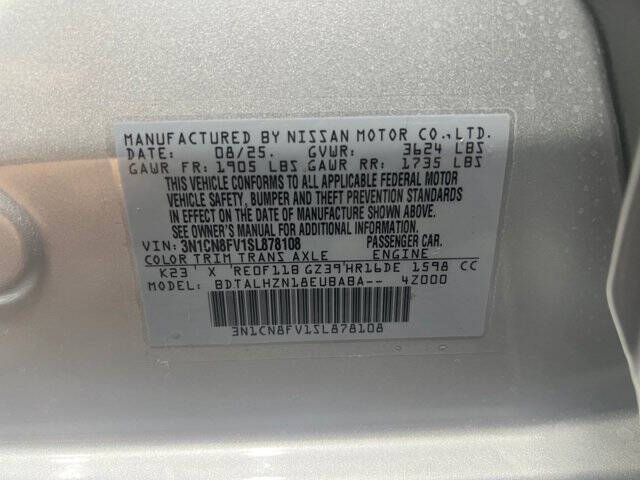 MANUFACTURED BY NISSAN MOTOR CO.,LTD.
DATE: 08/25. GVWR: 3624 LBS
GAWR FR: 1905 LBS GAWR RR: 1735 LBS
THIS VEHICLE CONFORMS TO ALL APPLICABLE FEDERAL MOTOR
VEHICLE SAFETY, BUMPER AND THEFT PREVENTION STANDARDS
IN EFFECT ON THE DATE OF MANUFACTURE SHOWN ABOVE.
SEE OWNERS MANUAL FOR ADDITIONAL INFORMATION.
VIN: 3N1CN8FV1SL878108 PASSENGER CAR.
COLOR TRIM TRANS AXLE ENGINE
K23' X 'RE0F11B GZ39'HR16DE 1598 CC
MODEL: BDTALHZN18EUBABA-- 4Z000
3N1CN8FV1SL878108